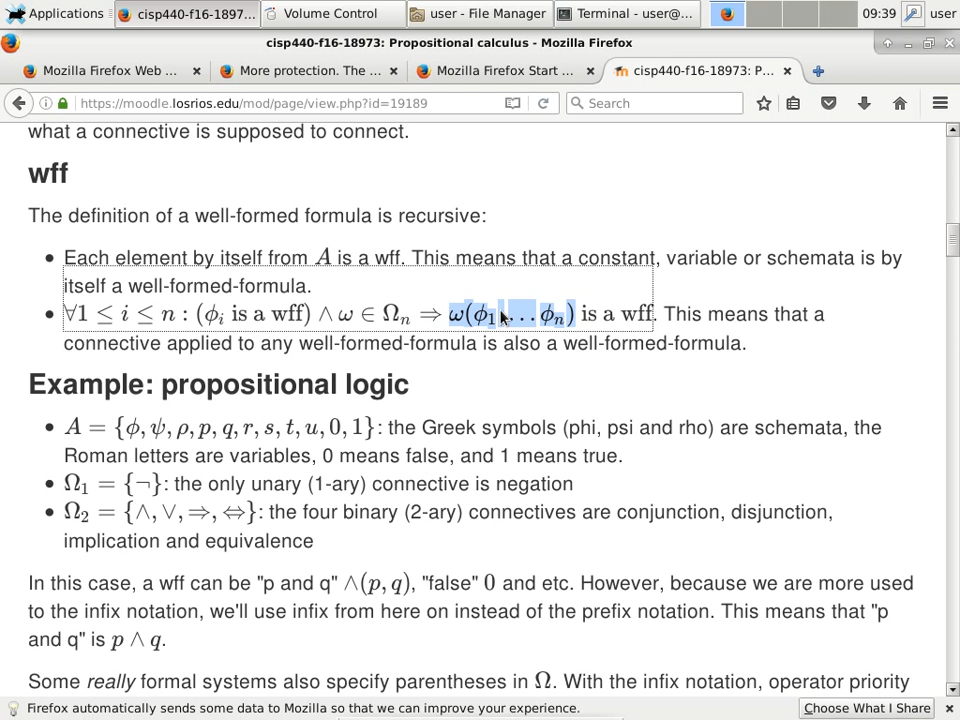 Applications
cisp440-f16-1897...
Volume Control
user - File Manager
Terminal - user@...
09:39
user
cisp440-f16-18973: Propositional calculus - Mozilla Firefox
Mozilla Firefox Web ...
More protection. The ...
Mozilla Firefox Start ...
cisp440-f16-18973: P...
https://moodle.losrios.edu/mod/page/view.php?id=19189
Search
what a connective is supposed to connect.
wff
The definition of a well-formed formula is recursive:
• Each element by itself from A is a wff. This means that a constant, variable or schemata is by
itself a well-formed-formula.
• ∀1 ≤ i ≤ n : (ϕᵢ is a wff) ∧ ω ∈ Ωₙ ⇒ ω(ϕ₁, … ϕₙ) is a wff. This means that a
connective applied to any well-formed-formula is also a well-formed-formula.
Example: propositional logic
• A = {ϕ, ψ, ρ, p, q, r, s, t, u, 0, 1}: the Greek symbols (phi, psi and rho) are schemata, the
Roman letters are variables, 0 means false, and 1 means true.
• Ω₁ = {¬}: the only unary (1-ary) connective is negation
• Ω₂ = {∧, ∨, ⇒, ⇔}: the four binary (2-ary) connectives are conjunction, disjunction,
implication and equivalence
In this case, a wff can be "p and q" ∧(p, q), "false" 0 and etc. However, because we are more used
to the infix notation, we'll use infix from here on instead of the prefix notation. This means that "p
and q" is p ∧ q.
Some really formal systems also specify parentheses in Ω. With the infix notation, operator priority
Firefox automatically sends some data to Mozilla so that we can improve your experience.
Choose What I Share